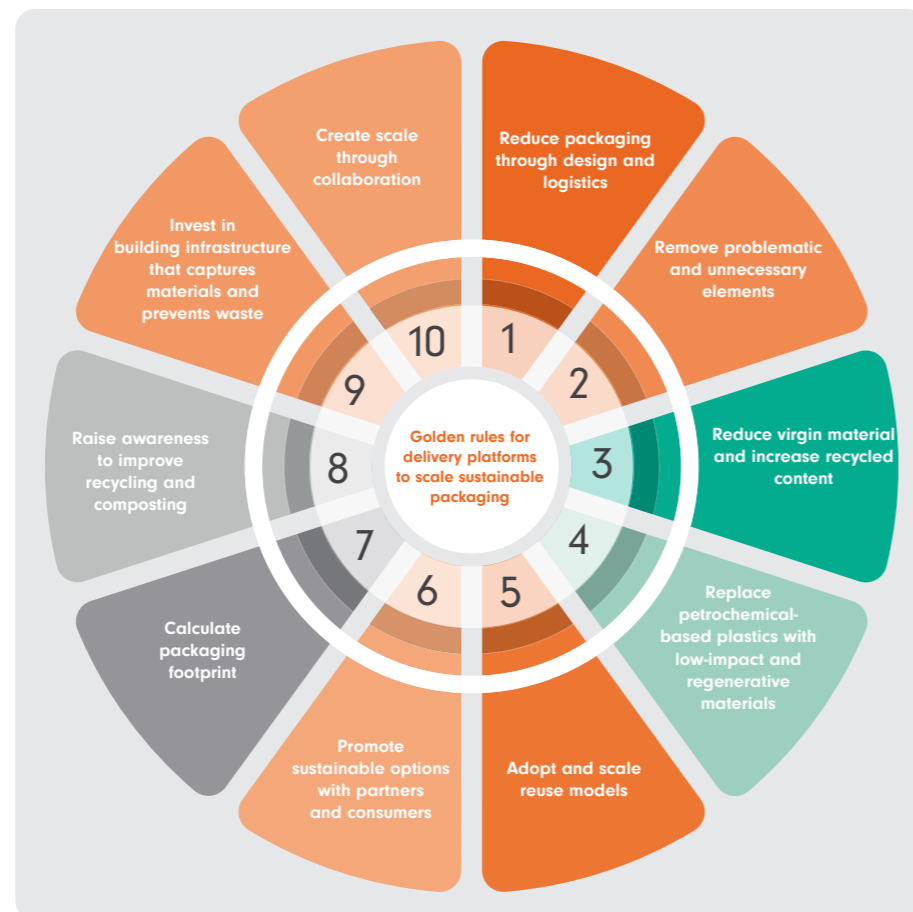 Golden rules for
delivery platforms
to scale sustainable
packaging
1
Reduce packaging
through design and
logistics
2
Remove problematic
and unnecessary
elements
3
Reduce virgin material
and increase recycled
content
4
Replace
petrochemical-
based plastics with
low-impact and
regenerative
materials
5
Adopt and scale
reuse models
6
Promote
sustainable options
with partners
and consumers
7
Calculate
packaging
footprint
8
Raise awareness
to improve
recycling and
composting
9
Invest in
building infrastructure
that captures
materials and
prevents waste
10
Create scale
through
collaboration